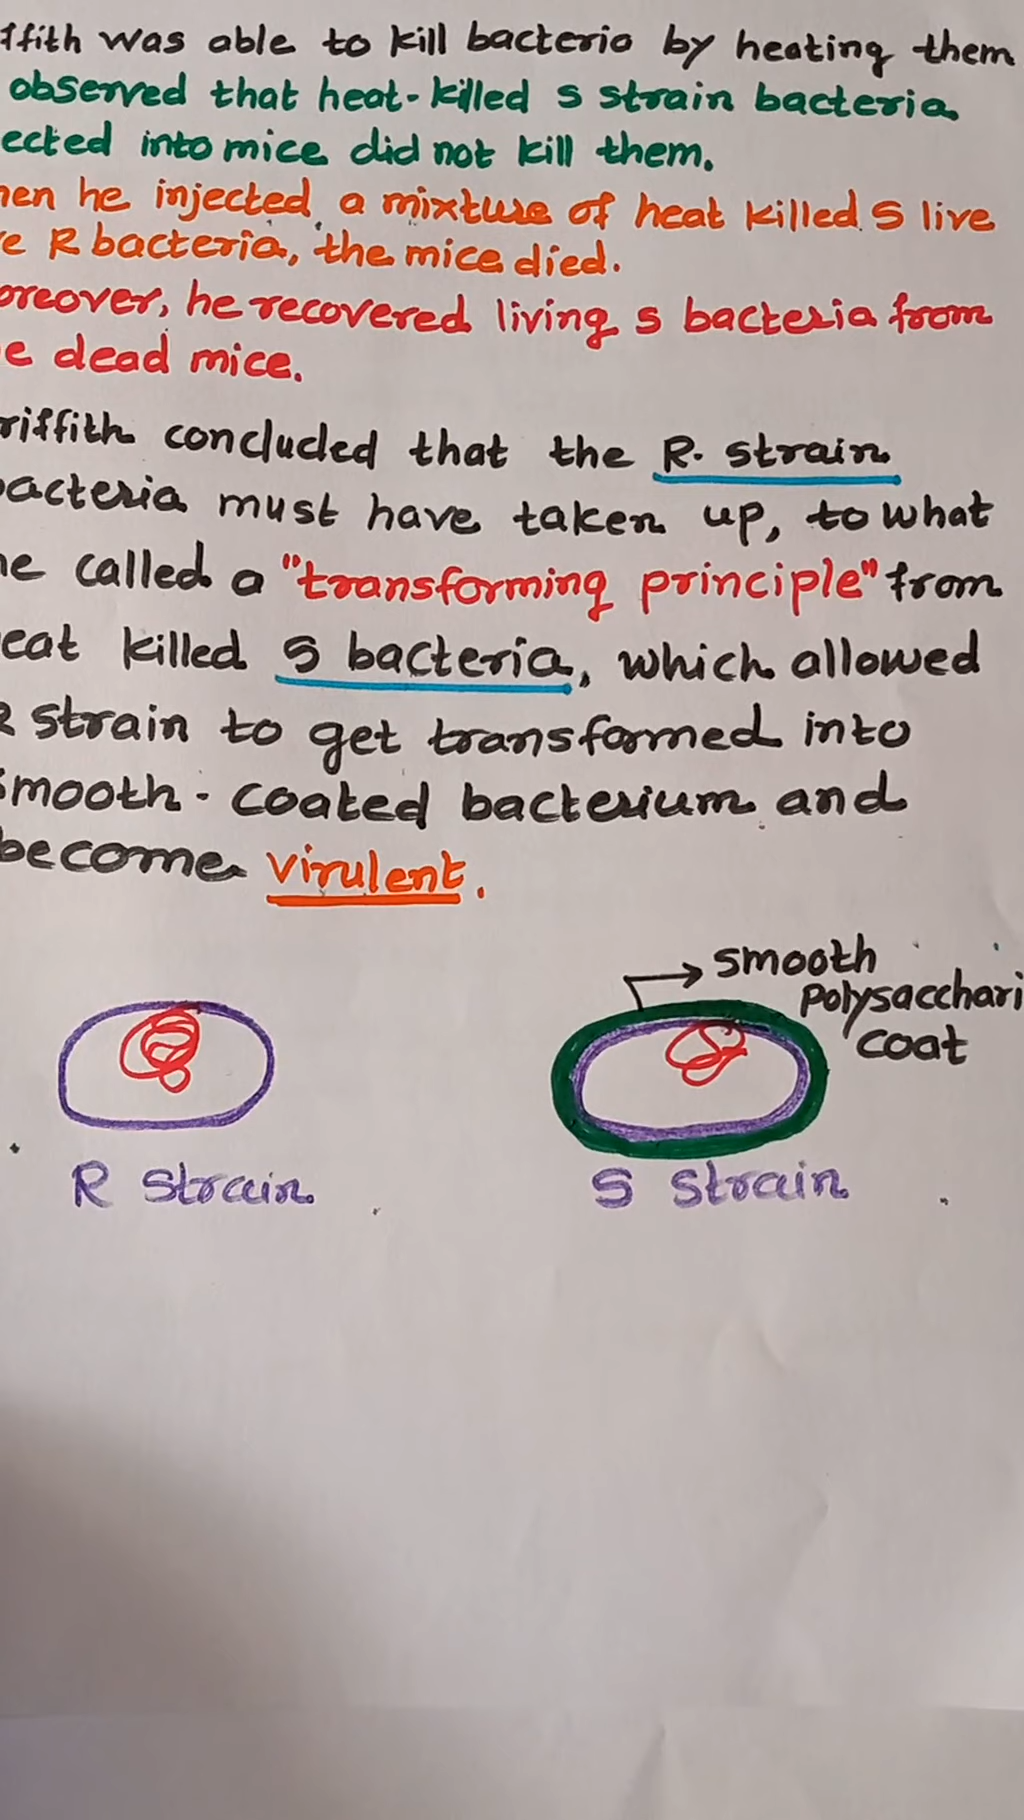 ffith was able to kill bacteria by heating them
observed that heat-killed S strain bacteria
ected into mice did not kill them.
hen he injected a mixture of heat killed S live
e R bacteria, the mice died.
oreover, he recovered living S bacteria from
e dead mice.
riffith concluded that the R. strain
bacteria must have taken up, to what
he called a "transforming principle" from
eat killed S bacteria, which allowed
R strain to get transformed into
smooth - coated bacterium and
become virulent.
smooth
polysacchari
coat
R strain
S strain